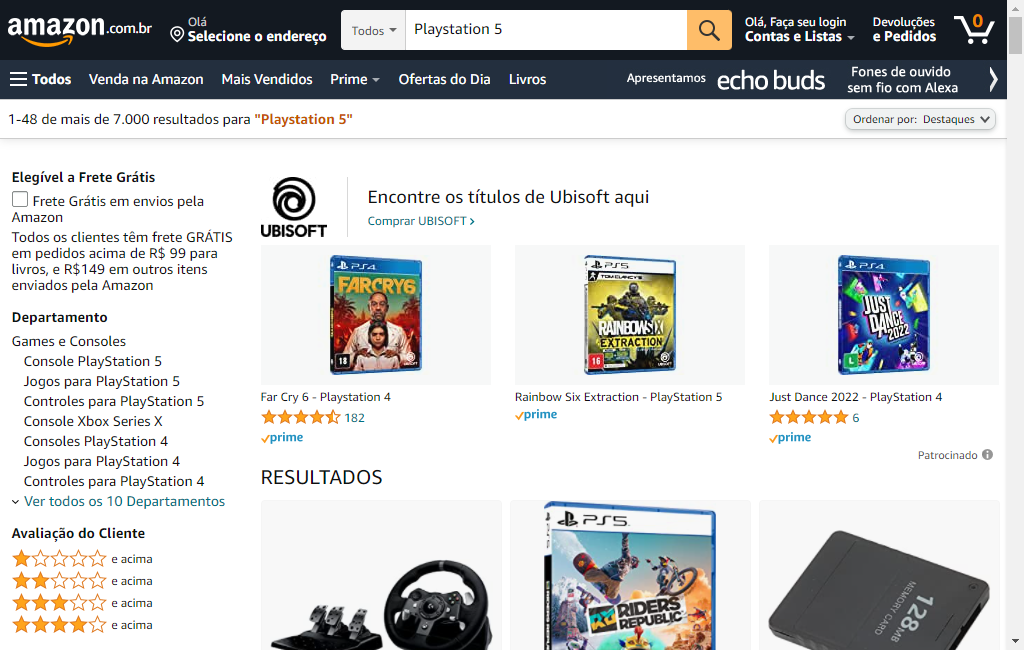 amazon.com.br
Olá
Selecione o endereço
Todos
Playstation 5
Olá, Faça seu login
Contas e Listas
Devoluções
e Pedidos
0
Todos
Venda na Amazon
Mais Vendidos
Prime
Ofertas do Dia
Livros
Apresentamos
echo buds
Fones de ouvido
sem fio com Alexa
1-48 de mais de 7.000 resultados para "Playstation 5"
Ordenar por: Destaques
Elegível a Frete Grátis
Frete Grátis em envios pela
Amazon
Todos os clientes têm frete GRÁTIS
em pedidos acima de R$ 99 para
livros, e R$149 em outros itens
enviados pela Amazon
Departamento
Games e Consoles
Console PlayStation 5
Jogos para PlayStation 5
Controles para PlayStation 5
Console Xbox Series X
Consoles PlayStation 4
Jogos para PlayStation 4
Controles para PlayStation 4
Ver todos os 10 Departamentos
Avaliação do Cliente
e acima
e acima
e acima
e acima
UBISOFT
Encontre os títulos de Ubisoft aqui
Comprar UBISOFT
PS4
FARCRY6
18
Far Cry 6 - Playstation 4
182
prime
PS5
TOM CLANCY'S
RAINBOW SIX
EXTRACTION
16
Rainbow Six Extraction - PlayStation 5
prime
PS4
JUST
DANCE
2022
L
Just Dance 2022 - PlayStation 4
6
prime
Patrocinado
RESULTADOS
PS5
RIDERS
REPUBLIC
128MB
MEMORY CARD